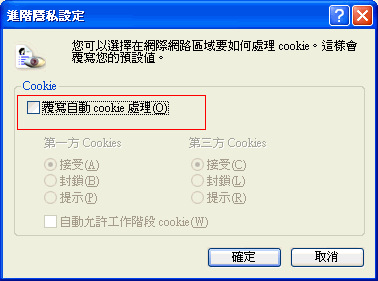 進階隱私設定
您可以選擇在網際網路區域要如何處理 cookie。這樣會
覆寫您的預設值。
Cookie
覆寫自動 cookie 處理(O)
第一方 Cookies 第三方 Cookies
接受(A) 接受(C)
封鎖(B) 封鎖(L)
提示(P) 提示(R)
自動允許工作階段 cookie(W)
確定 取消